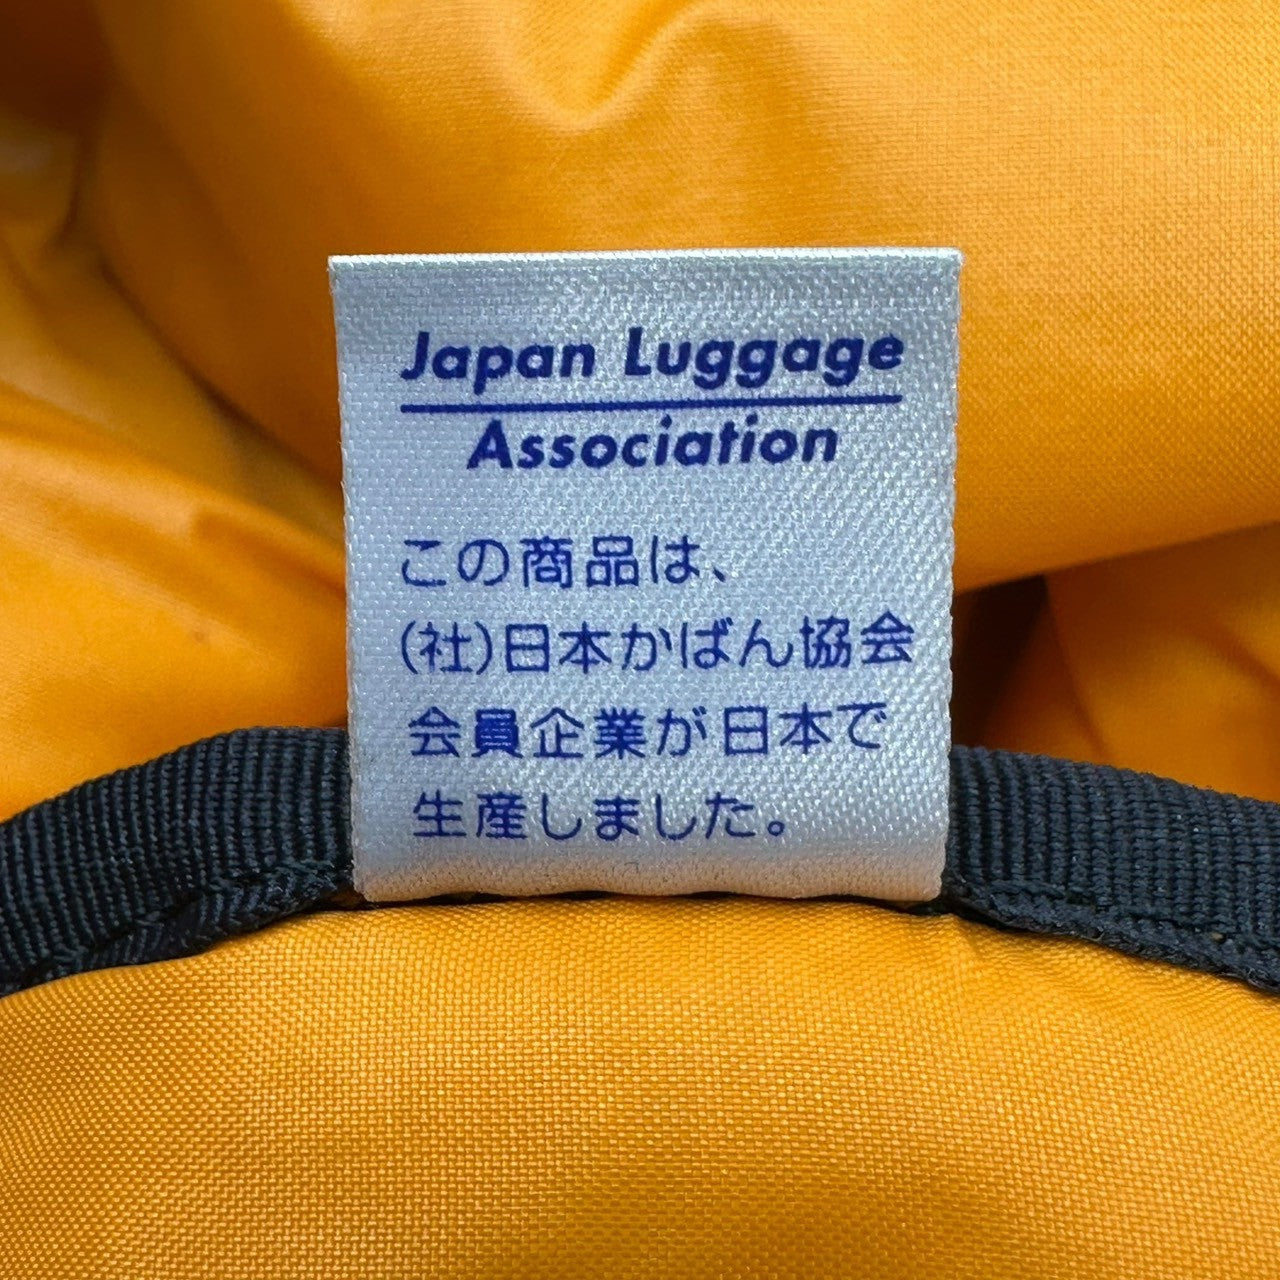 Japan Luggage
Association
この商品は、
(社)日本かばん協会
会員企業が日本で
生産しました。